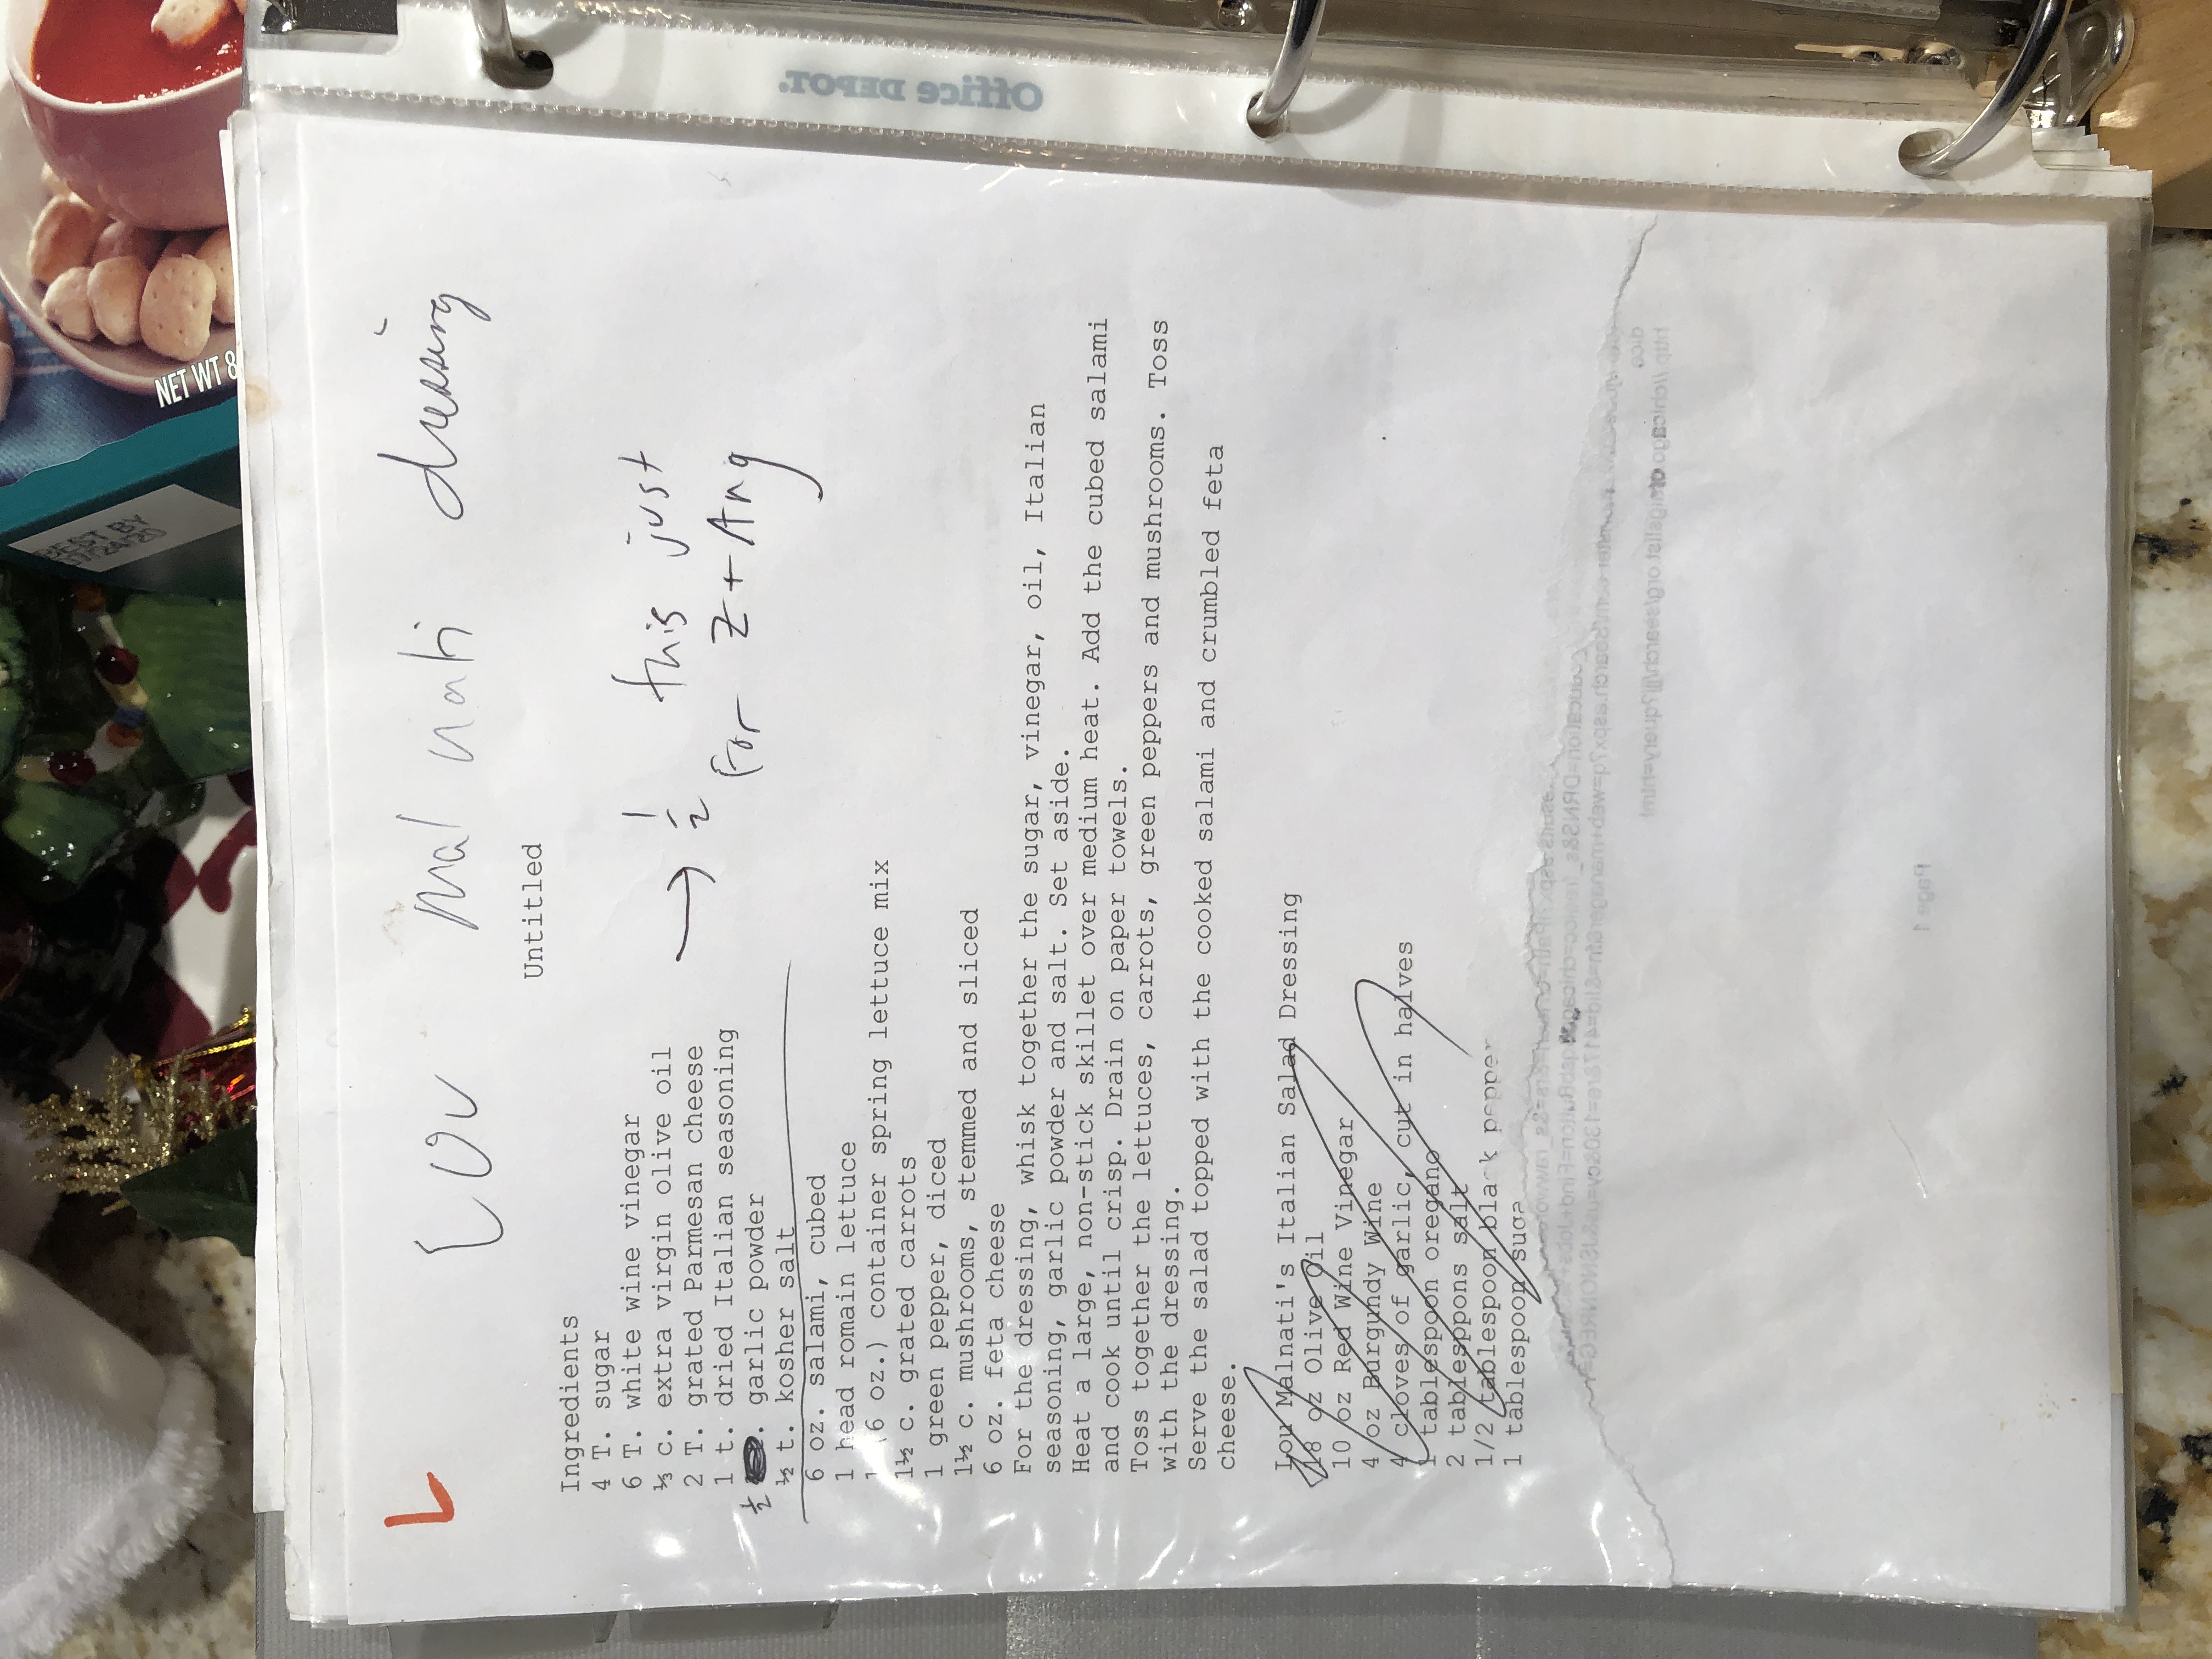 Office DEPOT.
NET WT 8
BEST BY
Lou Malnati dressing
Untitled
Ingredients
4 T. sugar
6 T. white wine vinegar
⅓ c. extra virgin olive oil
2 T. grated Parmesan cheese
1 t. dried Italian seasoning
½ . garlic powder
½ t. kosher salt
→ ½ this just
for Z + Ang
6 oz. salami, cubed
1 head romain lettuce
1 (6 oz.) container spring lettuce mix
1½ c. grated carrots
1 green pepper, diced
1½ c. mushrooms, stemmed and sliced
6 oz. feta cheese
For the dressing, whisk together the sugar, vinegar, oil, Italian
seasoning, garlic powder and salt. Set aside.
Heat a large, non-stick skillet over medium heat. Add the cubed salami
and cook until crisp. Drain on paper towels.
Toss together the lettuces, carrots, green peppers and mushrooms. Toss
with the dressing.
Serve the salad topped with the cooked salami and crumbled feta
cheese.
Lou Malnati's Italian Salad Dressing
18 oz Olive Oil
10 oz Red Wine Vinegar
4 oz Burgundy Wine
4 cloves of garlic, cut in halves
1 tablespoon oregano
2 tablesppons salt
1/2 tablespoon black pepper
1 tablespoon suga
Page 1